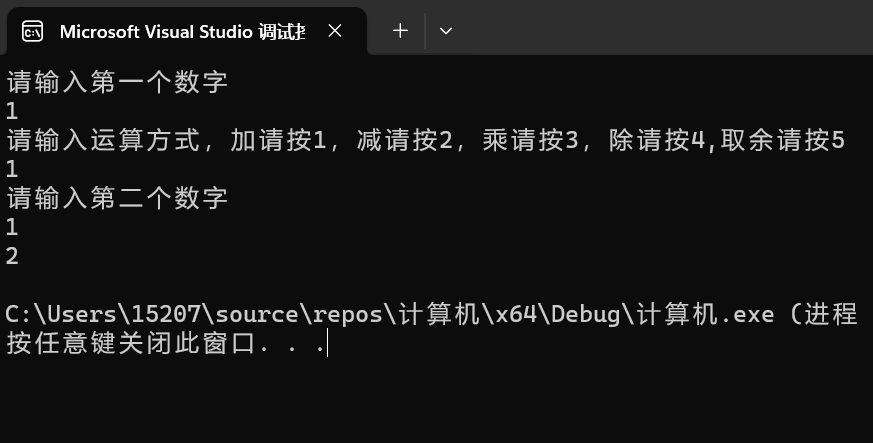 Microsoft Visual Studio 调试
请输入第一个数字
1
请输入运算方式，加请按1，减请按2，乘请按3，除请按4,取余请按5
1
请输入第二个数字
1
2
C:\Users\15207\source\repos\计算机\x64\Debug\计算机.exe (进程
按任意键关闭此窗口. . .